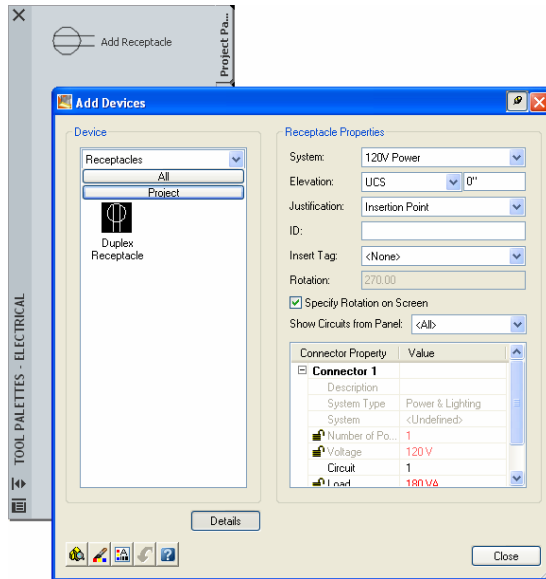 Add Receptacle
Project Pa...
TOOL PALETTES - ELECTRICAL
Add Devices
Device
Receptacles
All
Project
Duplex
Receptacle
Details
Receptacle Properties
System: 120V Power
Elevation: UCS 0"
Justification: Insertion Point
ID:
Insert Tag: <None>
Rotation: 270.00
Specify Rotation on Screen
Show Circuits from Panel: <All>
Connector Property Value
Connector 1
Description
System Type Power & Lighting
System <Undefined>
Number of Po... 1
Voltage 120 V
Circuit 1
Load 180 VA
Close